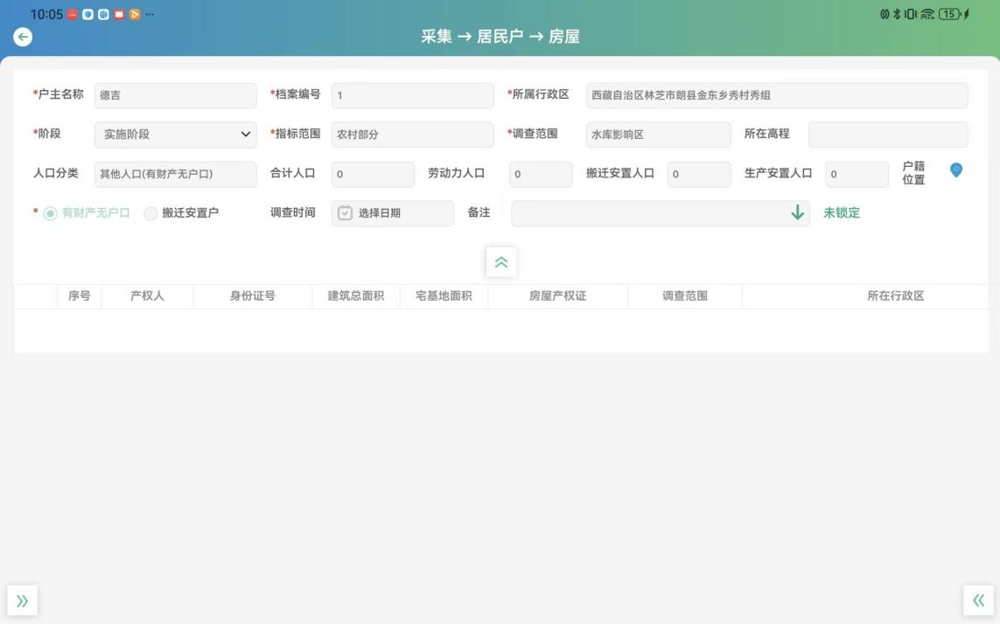 10:05 ... 15
采集 → 居民户 → 房屋
*户主名称 德吉 *档案编号 1 *所属行政区 西藏自治区林芝市朗县金东乡秀村秀组
*阶段 实施阶段 *指标范围 农村部分 *调查范围 水库影响区 所在高程
人口分类 其他人口(有财产无户口) 合计人口 0 劳动力人口 0 搬迁安置人口 0 生产安置人口 0 户籍位置
* 有财产无户口 搬迁安置户 调查时间 选择日期 备注 未锁定
序号 产权人 身份证号 建筑总面积 宅基地面积 房屋产权证 调查范围 所在行政区